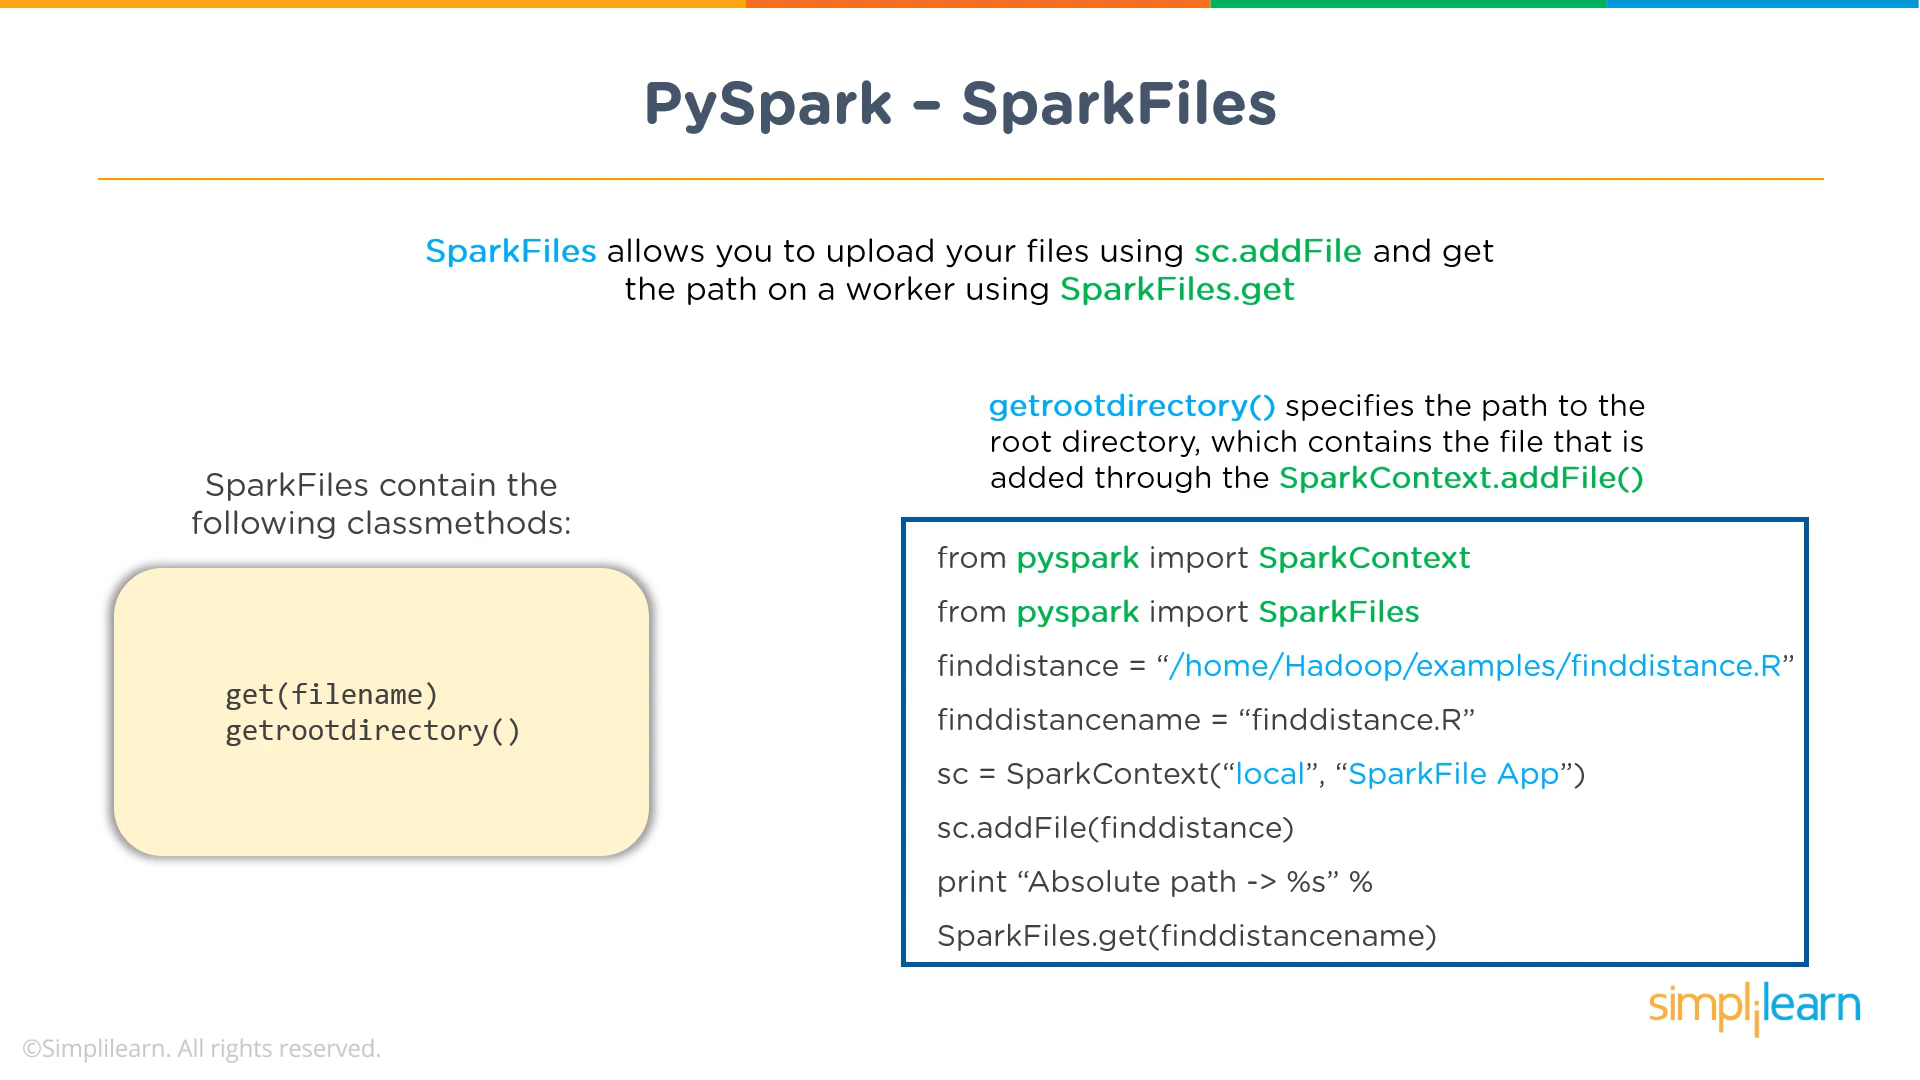 PySpark – SparkFiles
SparkFiles allows you to upload your files using sc.addFile and get
the path on a worker using SparkFiles.get
SparkFiles contain the
following classmethods:
get(filename)
getrootdirectory()
getrootdirectory() specifies the path to the
root directory, which contains the file that is
added through the SparkContext.addFile()
from pyspark import SparkContext
from pyspark import SparkFiles
finddistance = “/home/Hadoop/examples/finddistance.R”
finddistancename = “finddistance.R”
sc = SparkContext(“local”, “SparkFile App”)
sc.addFile(finddistance)
print “Absolute path -> %s” %
SparkFiles.get(finddistancename)
simplilearn
©Simplilearn. All rights reserved.